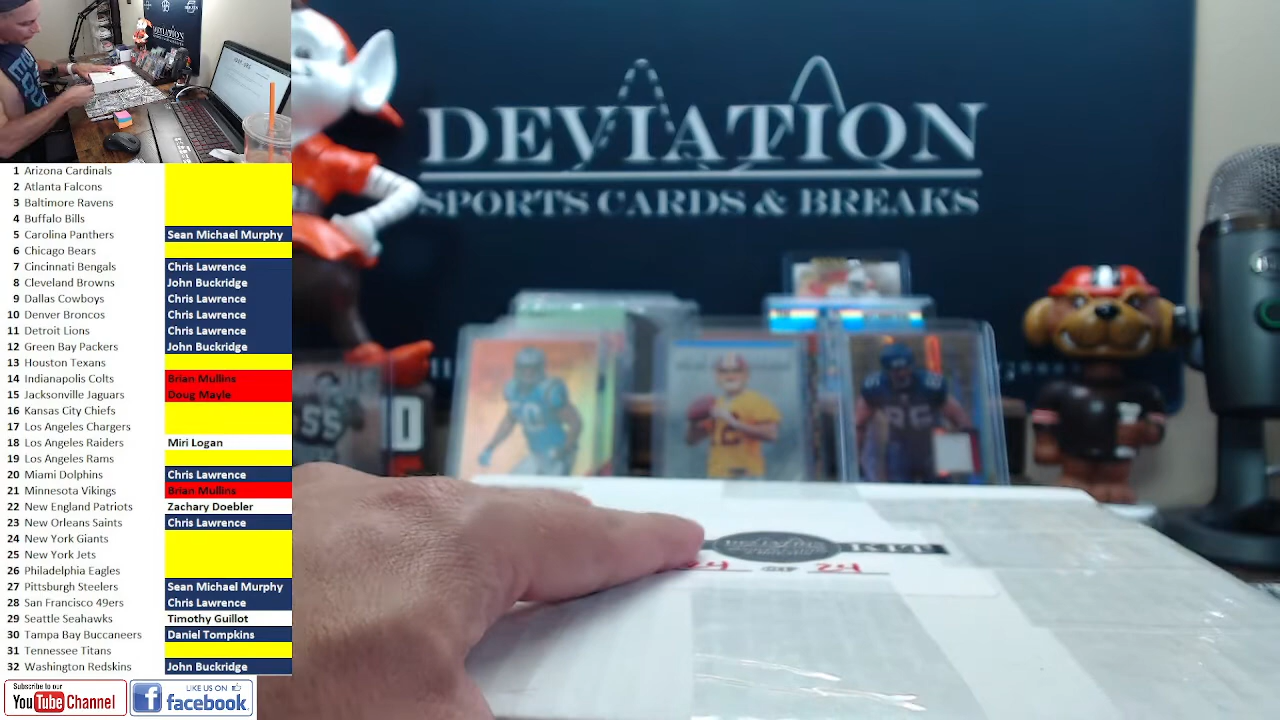 DEVIATION
SPORTS CARDS & BREAKS
1 Arizona Cardinals
2 Atlanta Falcons
3 Baltimore Ravens
4 Buffalo Bills
5 Carolina Panthers Sean Michael Murphy
6 Chicago Bears
7 Cincinnati Bengals Chris Lawrence
8 Cleveland Browns John Buckridge
9 Dallas Cowboys Chris Lawrence
10 Denver Broncos Chris Lawrence
11 Detroit Lions Chris Lawrence
12 Green Bay Packers John Buckridge
13 Houston Texans
14 Indianapolis Colts Brian Mullins
15 Jacksonville Jaguars Doug Mayle
16 Kansas City Chiefs
17 Los Angeles Chargers
18 Los Angeles Raiders Miri Logan
19 Los Angeles Rams
20 Miami Dolphins Chris Lawrence
21 Minnesota Vikings Brian Mullins
22 New England Patriots Zachary Doebler
23 New Orleans Saints Chris Lawrence
24 New York Giants
25 New York Jets
26 Philadelphia Eagles
27 Pittsburgh Steelers Sean Michael Murphy
28 San Francisco 49ers Chris Lawrence
29 Seattle Seahawks Timothy Guillot
30 Tampa Bay Buccaneers Daniel Tompkins
31 Tennessee Titans
32 Washington Redskins John Buckridge
Subscribe to our
YouTube Channel
LIKE US ON
facebook
55
KIT
24 OF 24